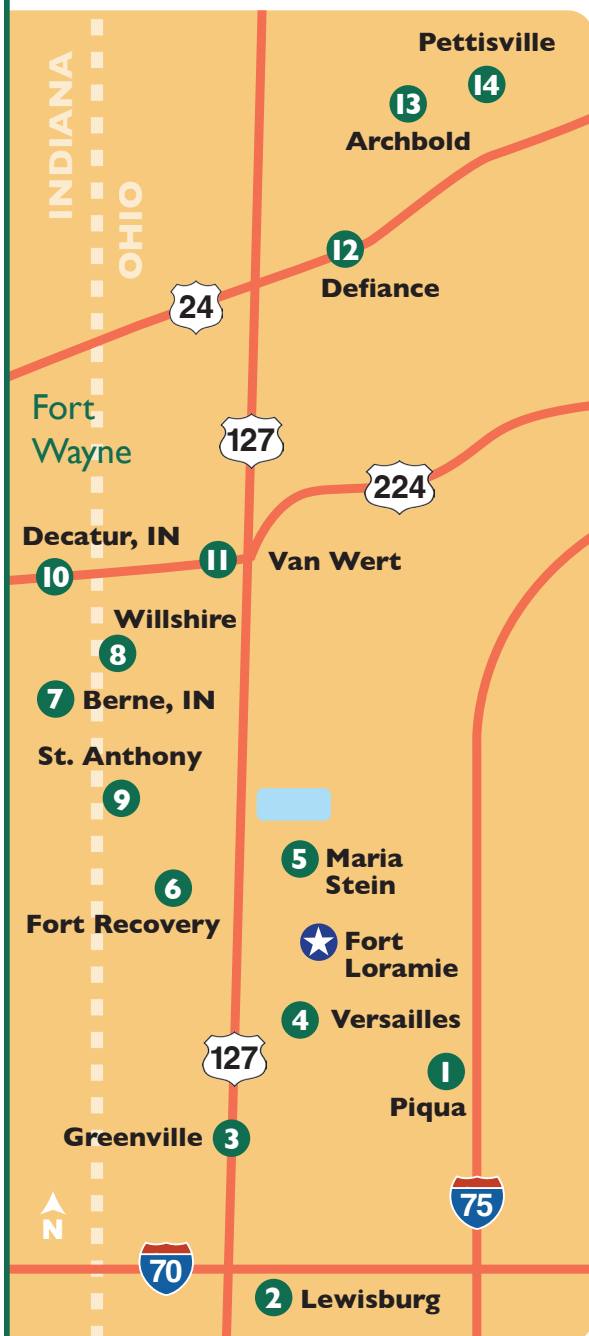 Pettisville
14
13
Archbold
INDIANA
OHIO
12
Defiance
24
Fort
Wayne
127
224
Decatur, IN
10
11
Van Wert
Willshire
8
7 Berne, IN
St. Anthony
9
5 Maria
Stein
6
Fort Recovery
Fort
Loramie
4 Versailles
127
1
Piqua
Greenville 3
75
N
70
2 Lewisburg